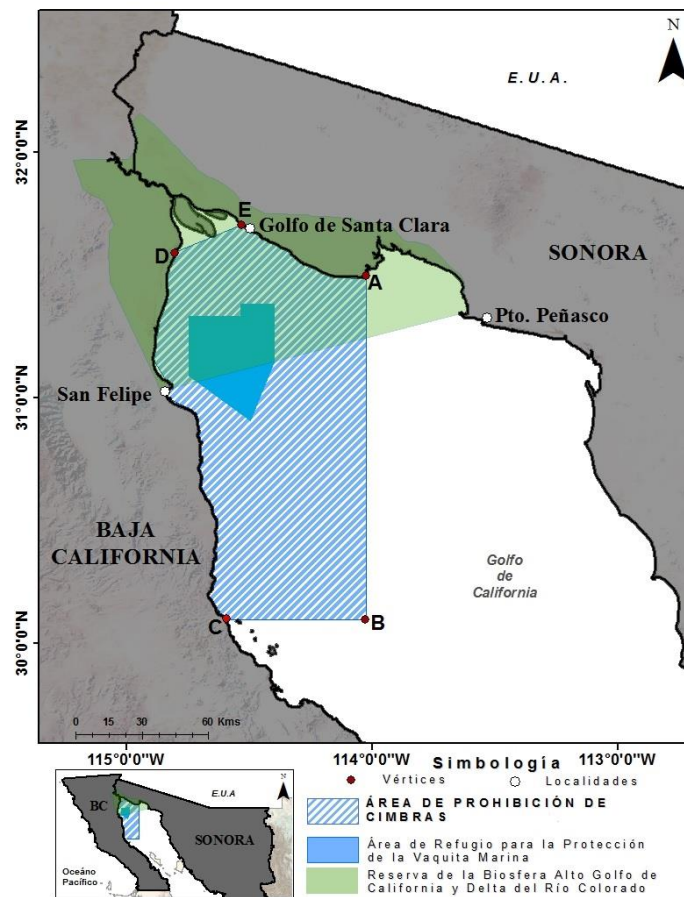 N
E.U.A.
32°0'0"N
E
Golfo de Santa Clara
D
SONORA
A
Pto. Peñasco
31°0'0"N
San Felipe
BAJA
CALIFORNIA
Golfo
de
California
30°0'0"N
C
B
0 15 30 60 Kms
115°0'0"W 114°0'0"W 113°0'0"W
Simbología
Vértices Localidades
ÁREA DE PROHIBICIÓN DE
CIMBRAS
Área de Refugio para la Protección
de la Vaquita Marina
Reserva de la Biosfera Alto Golfo de
California y Delta del Río Colorado
N
E.U.A
BC
SONORA
Oceáno
Pacífico